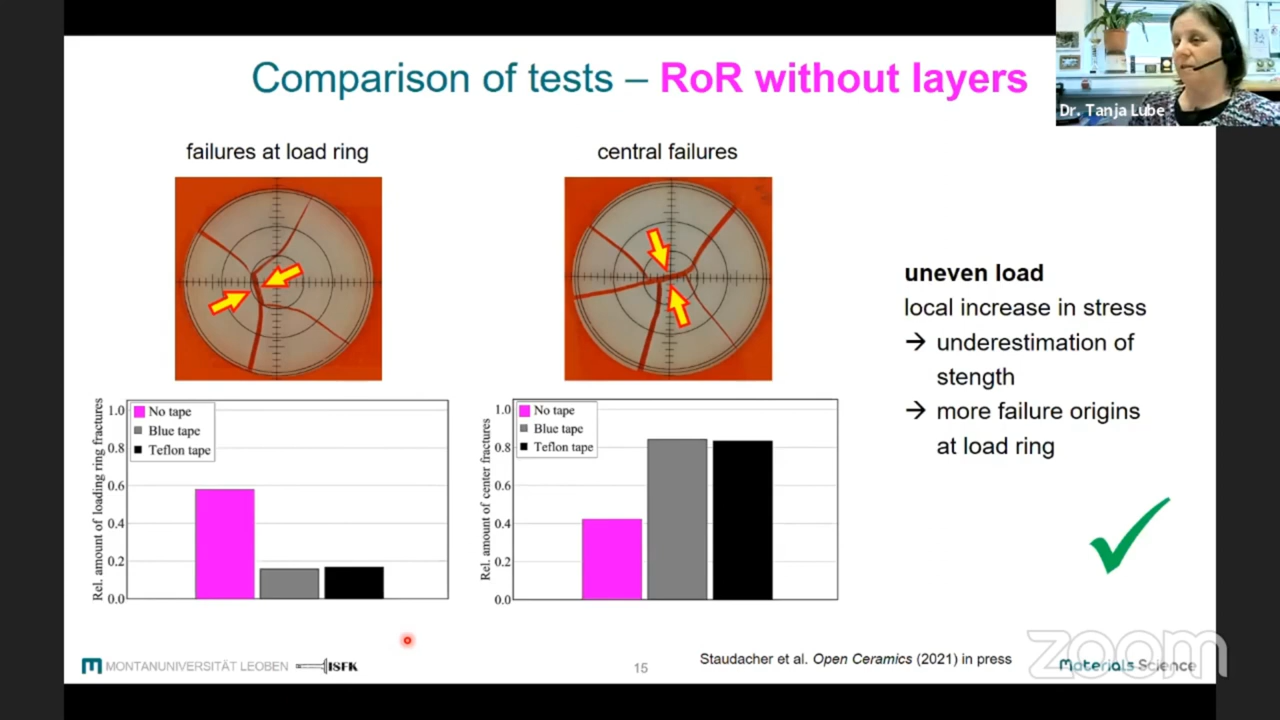 Comparison of tests – RoR without layers
Dr. Tanja Lube
failures at load ring
central failures
uneven load
local increase in stress
→ underestimation of
stength
→ more failure origins
at load ring
Rel. amount of loading ring fractures
1.0
0.8
0.6
0.4
0.2
0.0
No tape
Blue tape
Teflon tape
Rel. amount of center fractures
1.0
0.8
0.6
0.4
0.2
0.0
No tape
Blue tape
Teflon tape
MONTANUNIVERSITÄT LEOBEN
ISFK
15
Staudacher et al. Open Ceramics (2021) in press
Materials Science
zoom